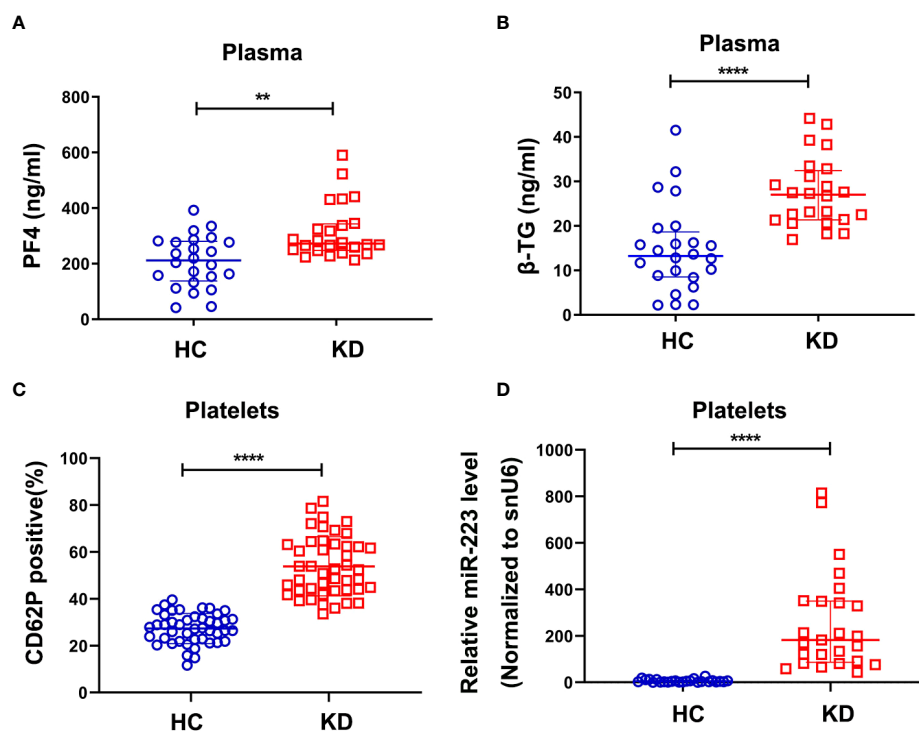 A
Plasma
**
PF4 (ng/ml)
800
600
400
200
0
HC
KD
B
Plasma
****
β-TG (ng/ml)
50
40
30
20
10
0
HC
KD
C
Platelets
****
CD62P positive(%)
100
80
60
40
20
0
HC
KD
D
Platelets
****
Relative miR-223 level
(Normalized to snU6)
1000
800
600
400
200
0
HC
KD